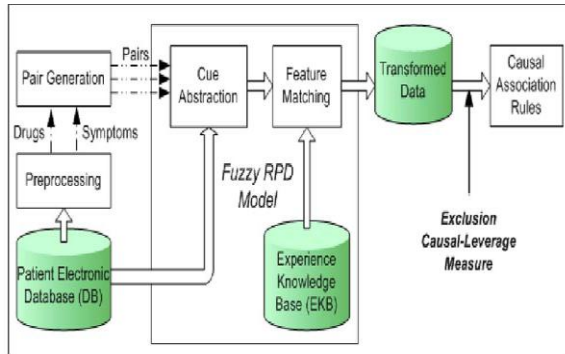 Pairs
Pair Generation
Cue
Abstraction
Feature
Matching
Transformed
Data
Causal
Association
Rules
Drugs
Symptoms
Preprocessing
Fuzzy RPD
Model
Patient Electronic
Database (DB)
Experience
Knowledge
Base (EKB)
Exclusion
Causal-Leverage
Measure